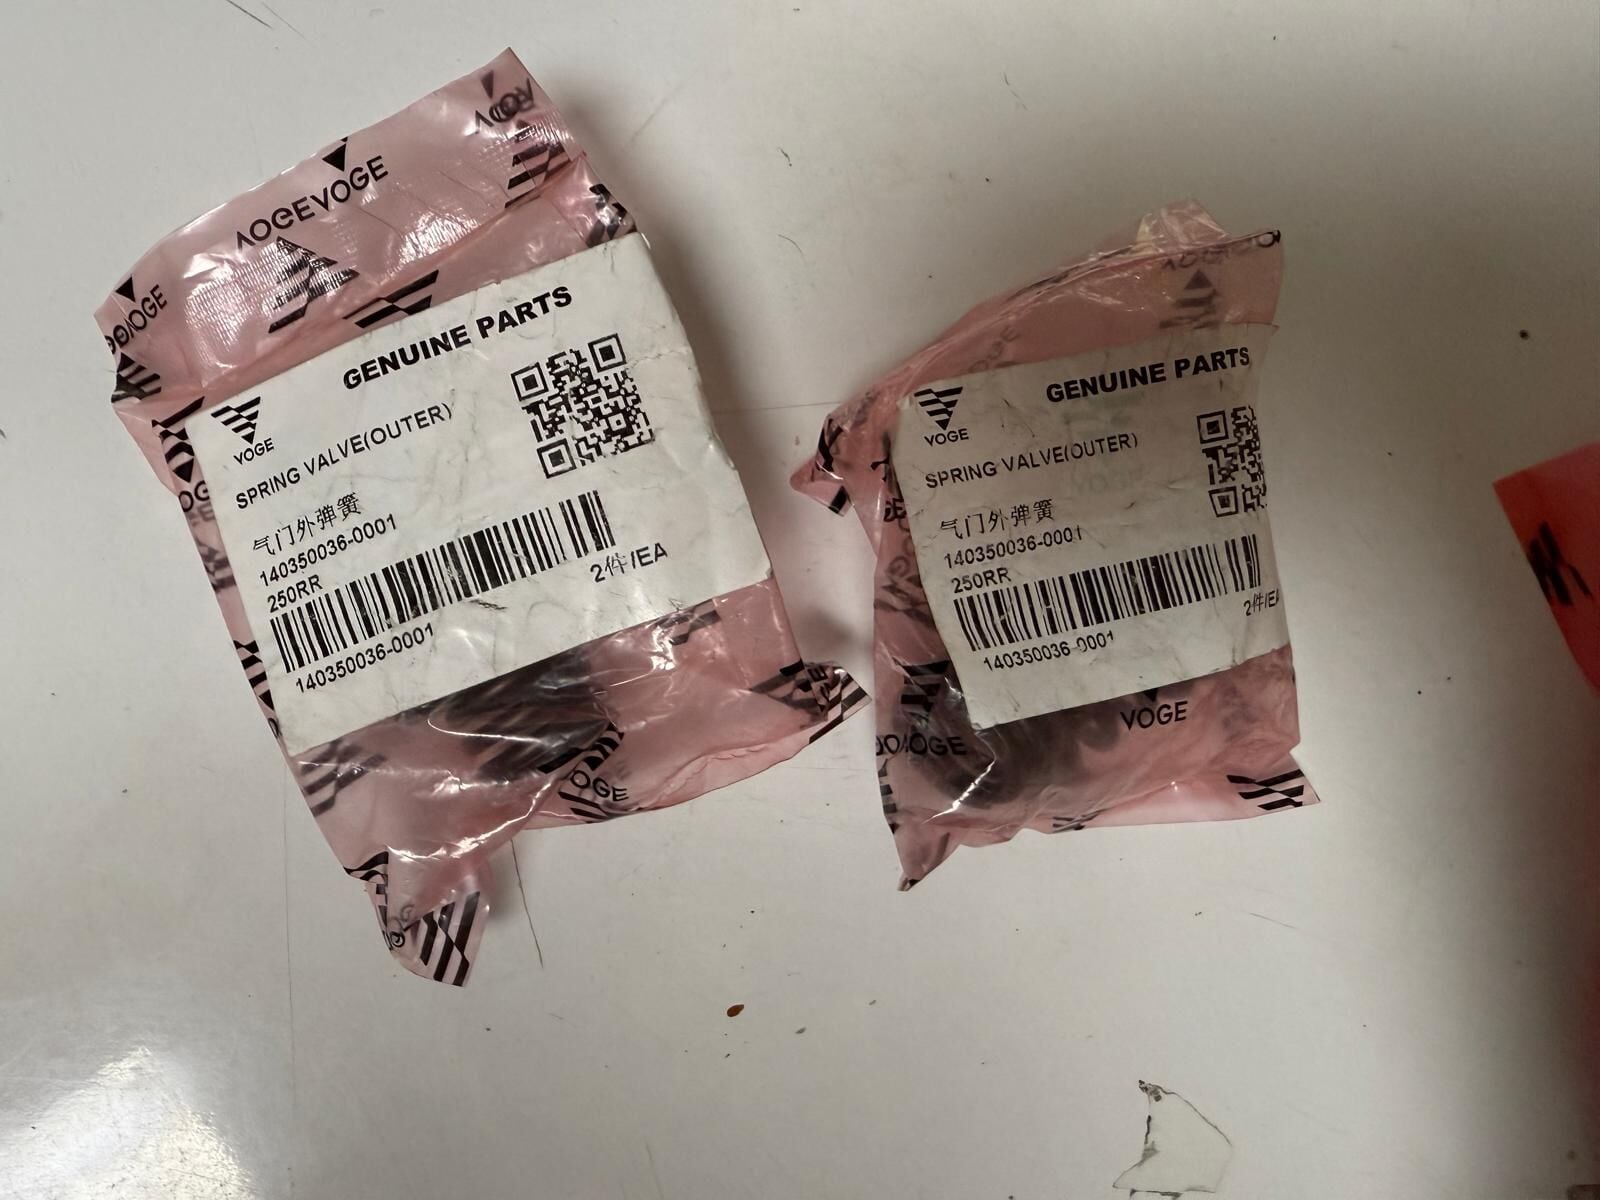 VOGEVOGE
GENUINE PARTS
VOGE
SPRING VALVE(OUTER)
气门外弹簧
140350036-0001
250RR
2件/EA
140350036-0001
OGE
GENUINE PARTS
VOGE
SPRING VALVE(OUTER)
气门外弹簧
140350036-0001
250RR
2件/EA
140350036-0001
VOGE